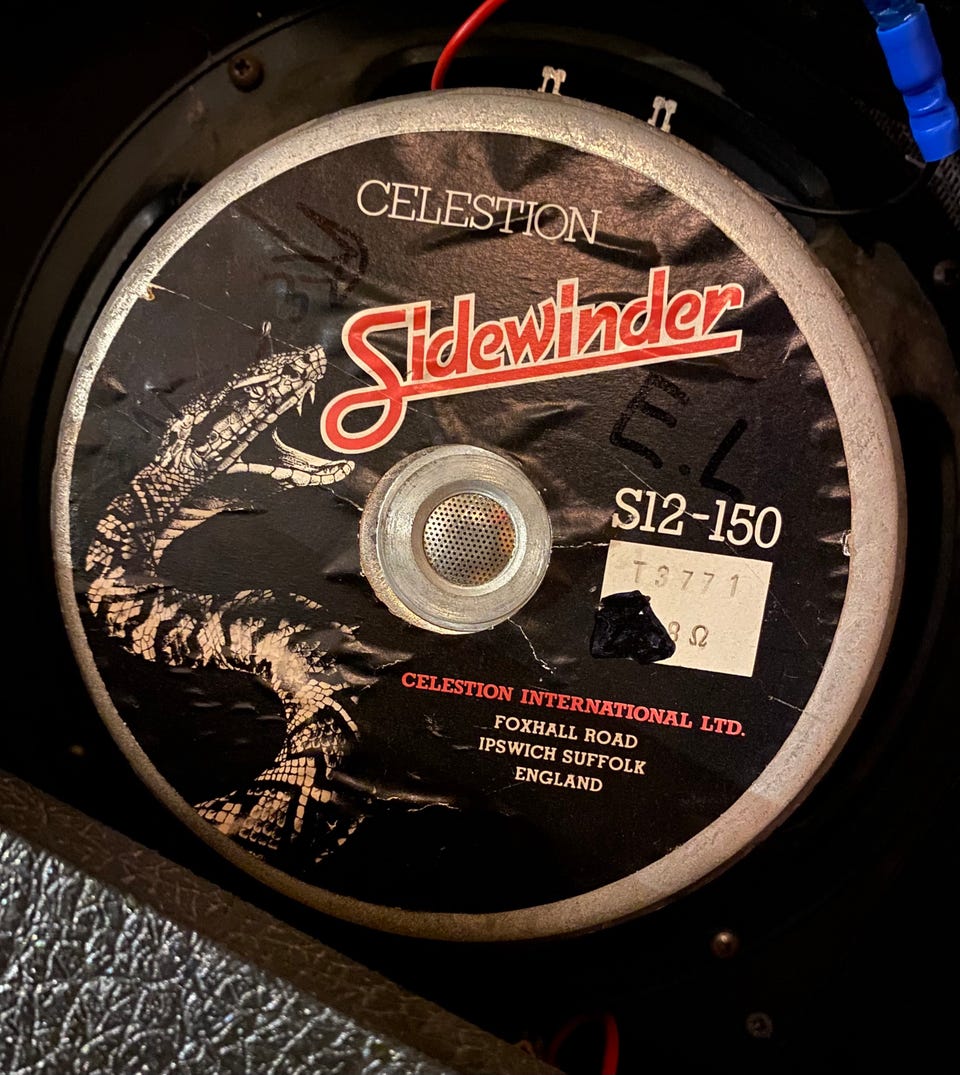 CELESTION
Sidewinder
E.L
S12-150
T3771
8Ω
CELESTION INTERNATIONAL LTD.
FOXHALL ROAD
IPSWICH SUFFOLK
ENGLAND